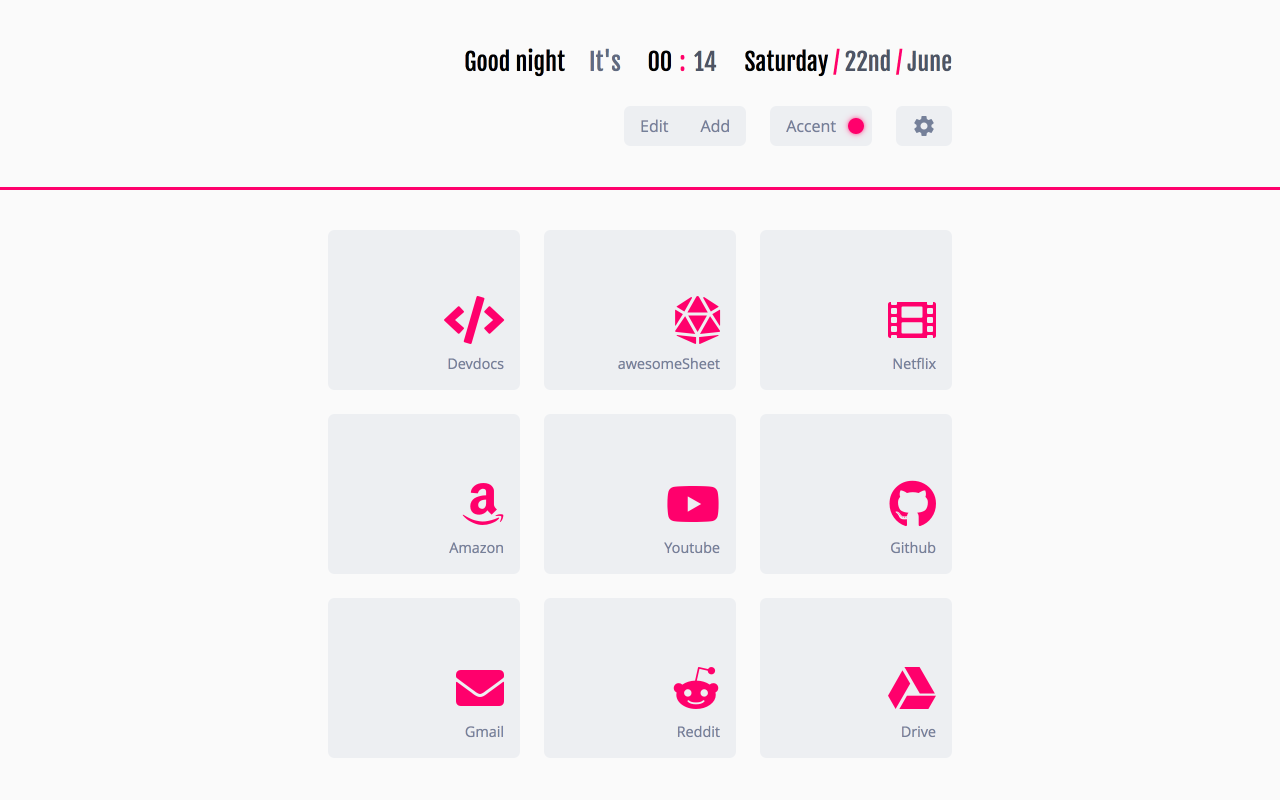 Good night It's 00 : 14 Saturday / 22nd / June
Edit Add Accent
Devdocs awesomeSheet Netflix
Amazon Youtube Github
Gmail Reddit Drive